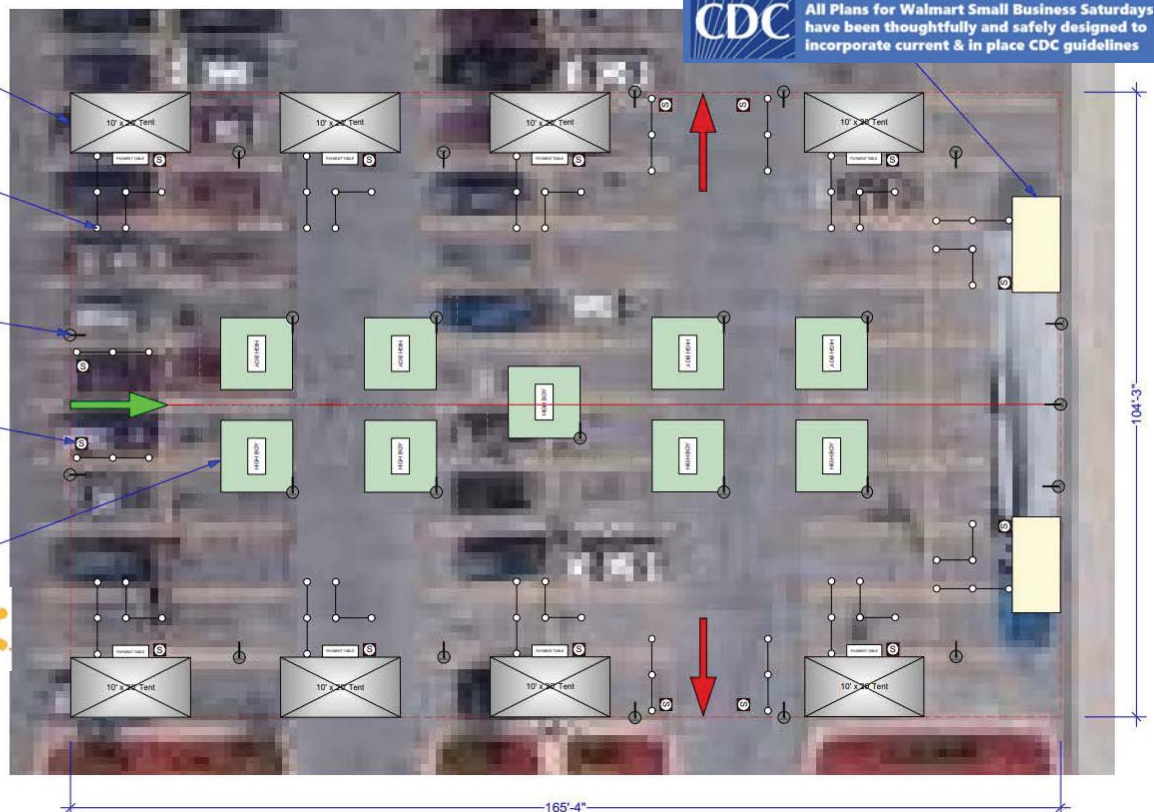 CDC
All Plans for Walmart Small Business Saturdays
have been thoughtfully and safely designed to
incorporate current & in place CDC guidelines
10' x 20' Tent
10' x 20' Tent
10' x 20' Tent
10' x 20' Tent
PAYMENT TABLE
S
PAYMENT TABLE
S
PAYMENT TABLE
S
PAYMENT TABLE
S
S
S
S
HIGH BOY
HIGH BOY
HIGH BOY
HIGH BOY
S
HIGH BOY
104'-3"
S
HIGH BOY
HIGH BOY
HIGH BOY
HIGH BOY
S
PAYMENT TABLE
S
PAYMENT TABLE
S
PAYMENT TABLE
S
PAYMENT TABLE
S
10' x 20' Tent
10' x 20' Tent
10' x 20' Tent
10' x 20' Tent
S
S
165'-4"